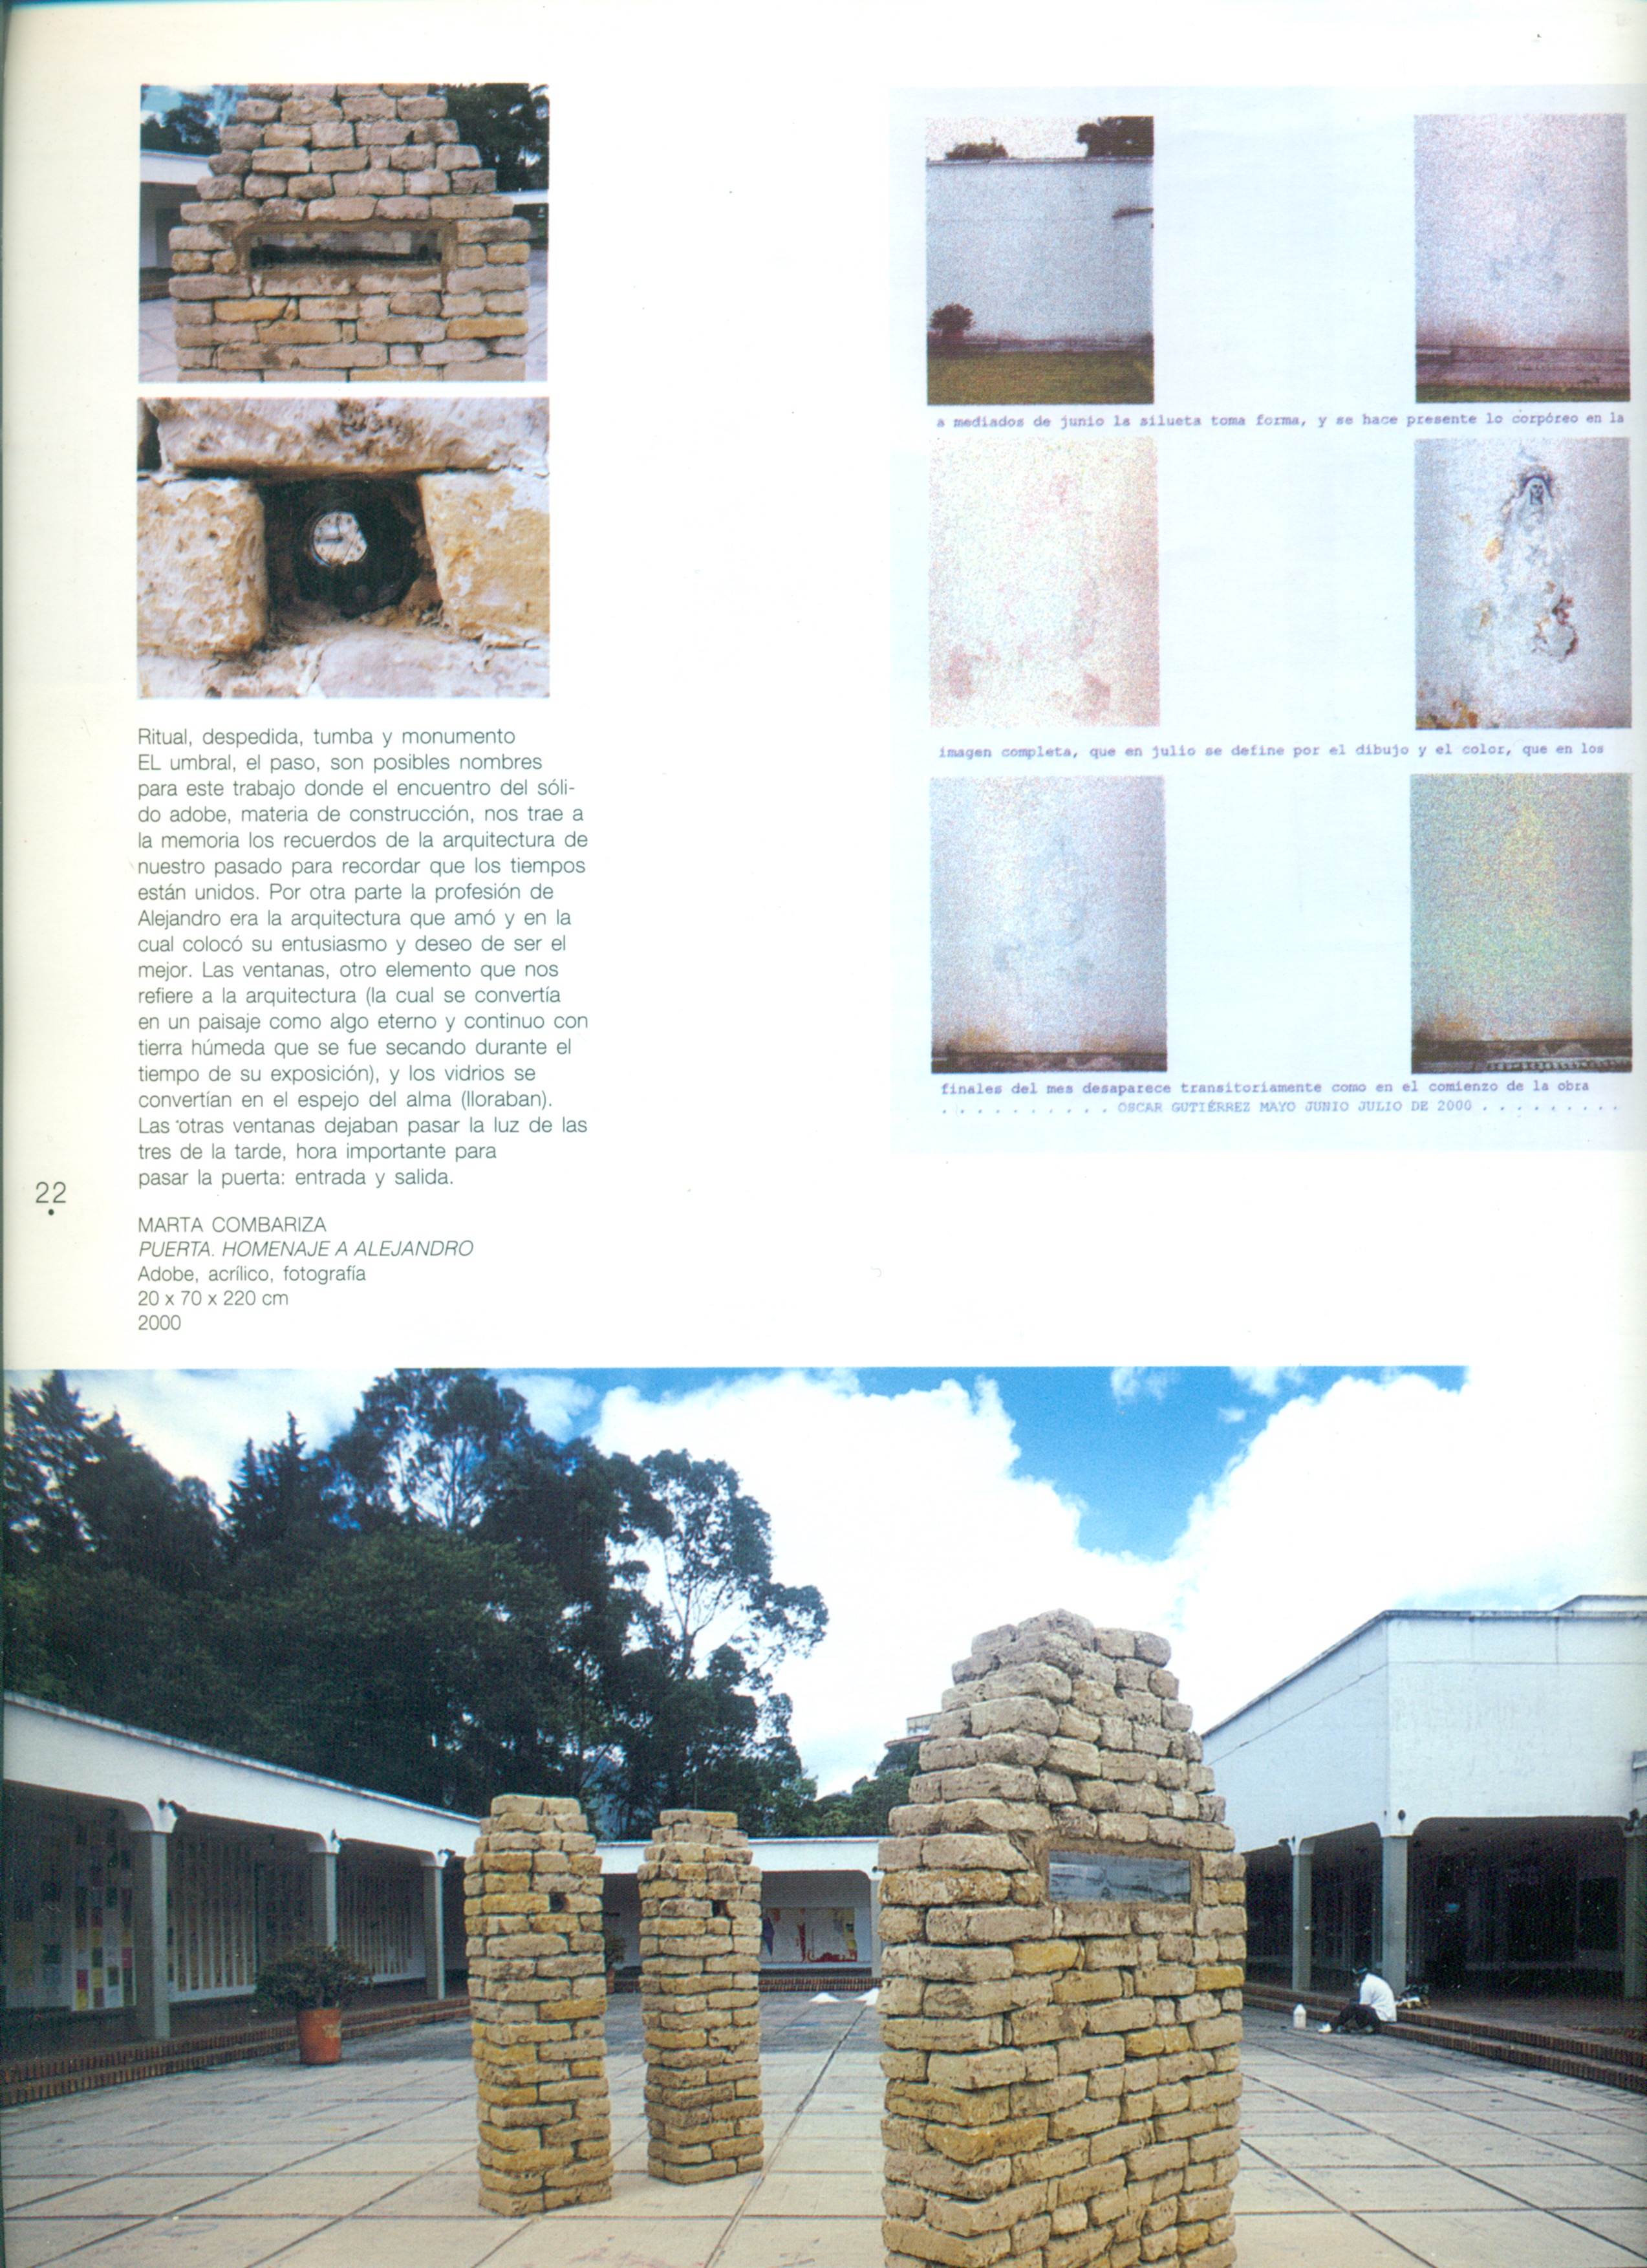 Ritual, despedida, tumba y monumento
EL umbral, el paso, son posibles nombres
para este trabajo donde el encuentro del sóli-
do adobe, materia de construcción, nos trae a
la memoria los recuerdos de la arquitectura de
nuestro pasado para recordar que los tiempos
están unidos. Por otra parte la profesión de
Alejandro era la arquitectura que amó y en la
cual colocó su entusiasmo y deseo de ser el
mejor. Las ventanas, otro elemento que nos
refiere a la arquitectura (la cual se convertía
en un paisaje como algo eterno y continuo con
tierra húmeda que se fue secando durante el
tiempo de su exposición), y los vidrios se
convertían en el espejo del alma (lloraban).
Las otras ventanas dejaban pasar la luz de las
tres de la tarde, hora importante para
pasar la puerta: entrada y salida.
22
MARTA COMBARIZA
PUERTA. HOMENAJE A ALEJANDRO
Adobe, acrílico, fotografía
20 x 70 x 220 cm
2000
a mediados de junio la silueta toma forma, y se hace presente lo corpóreo en la
imagen completa, que en julio se define por el dibujo y el color, que en los
finales del mes desaparece transitoriamente como en el comienzo de la obra
. . . . . . . . . . OSCAR GUTIÉRREZ MAYO JUNIO JULIO DE 2000 . . . . . . . . .